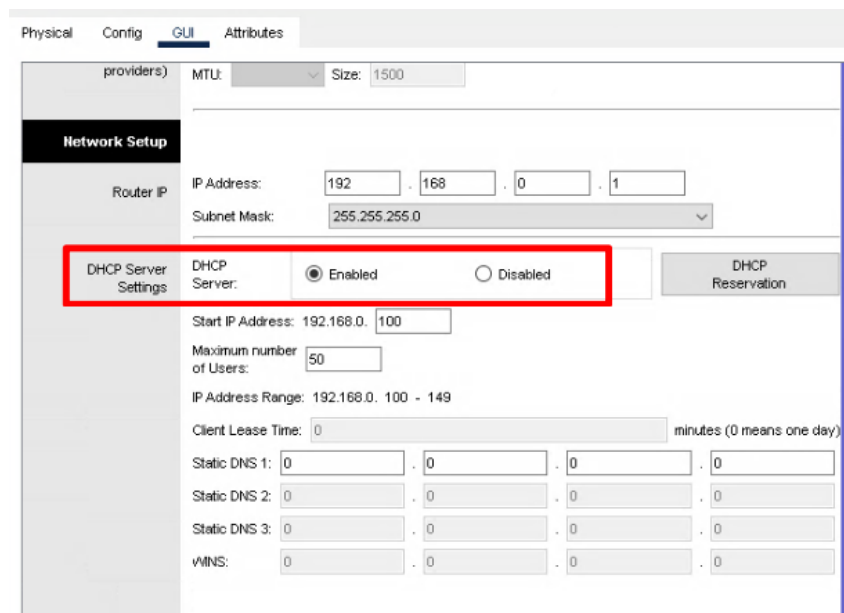 Physical Config GUI Attributes
providers) MTU: Size: 1500
Network Setup
Router IP IP Address: 192 . 168 . 0 . 1
Subnet Mask: 255.255.255.0
DHCP Server Settings DHCP Server: Enabled Disabled DHCP Reservation
Start IP Address: 192.168.0. 100
Maximum number of Users: 50
IP Address Range: 192.168.0. 100 - 149
Client Lease Time: 0 minutes (0 means one day)
Static DNS 1: 0 . 0 . 0 . 0
Static DNS 2: 0 . 0 . 0 . 0
Static DNS 3: 0 . 0 . 0 . 0
WINS: 0 . 0 . 0 . 0